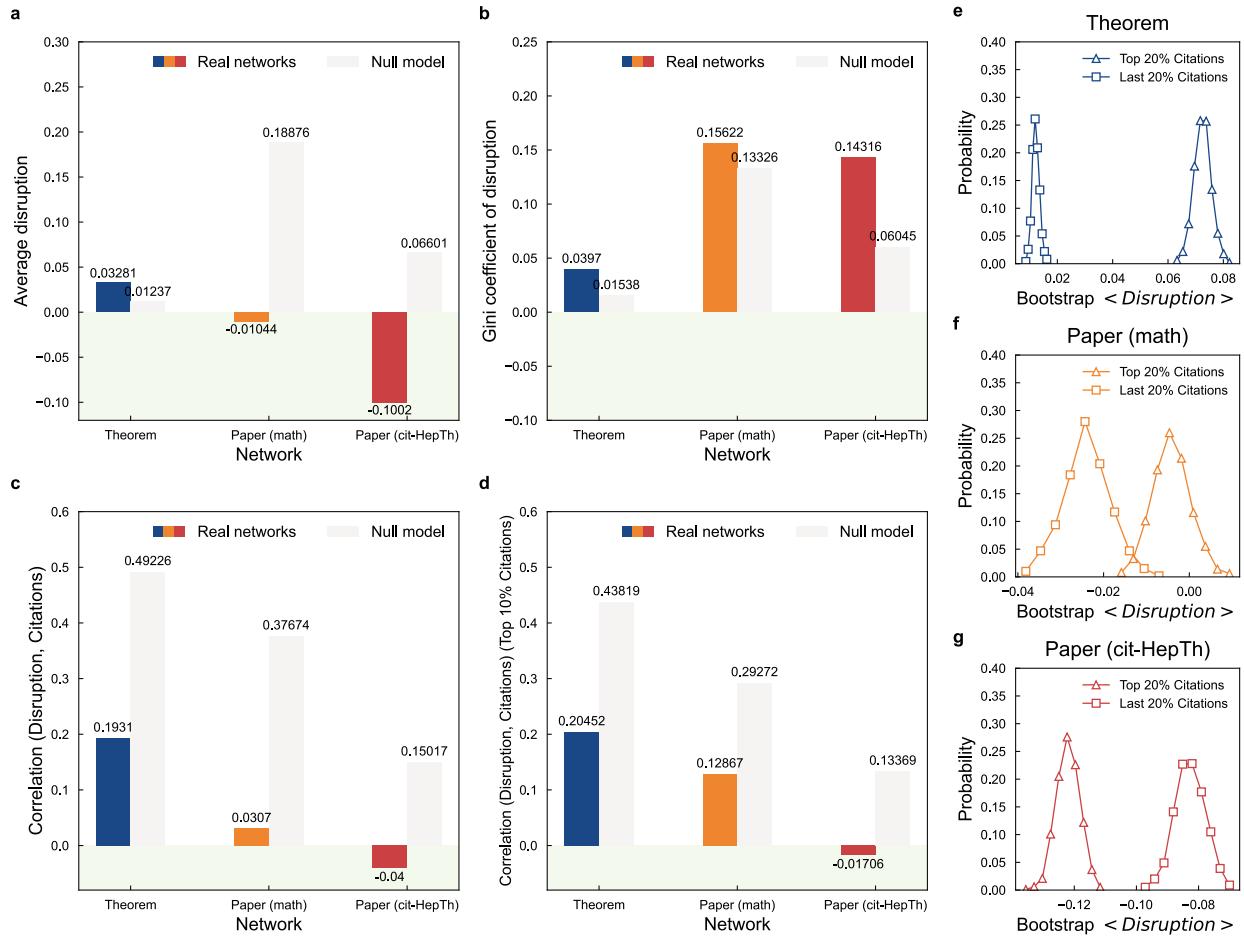 a
0.30
0.25
0.20
0.15
0.10
0.05
0.00
−0.05
−0.10
Average disruption
Real networks
Null model
0.03281
0.01237
-0.01044
0.18876
-0.1002
0.06601
Theorem
Paper (math)
Paper (cit-HepTh)
Network
b
0.25
0.20
0.15
0.10
0.05
0.00
−0.05
−0.10
Gini coefficient of disruption
Real networks
Null model
0.0397
0.01538
0.15622
0.13326
0.14316
0.06045
Theorem
Paper (math)
Paper (cit-HepTh)
Network
c
0.6
0.5
0.4
0.3
0.2
0.1
0.0
Correlation (Disruption, Citations)
Real networks
Null model
0.1931
0.49226
0.0307
0.37674
-0.04
0.15017
Theorem
Paper (math)
Paper (cit-HepTh)
Network
d
0.6
0.5
0.4
0.3
0.2
0.1
0.0
Correlation (Disruption, Citations) (Top 10% Citations)
Real networks
Null model
0.20452
0.43819
0.12867
0.29272
-0.01706
0.13369
Theorem
Paper (math)
Paper (cit-HepTh)
Network
e
Theorem
0.40
0.35
0.30
0.25
0.20
0.15
0.10
0.05
0.00
Probability
Top 20% Citations
Last 20% Citations
0.02
0.04
0.06
0.08
Bootstrap < Disruption >
f
Paper (math)
0.40
0.35
0.30
0.25
0.20
0.15
0.10
0.05
0.00
Probability
Top 20% Citations
Last 20% Citations
−0.04
−0.02
0.00
Bootstrap < Disruption >
g
Paper (cit-HepTh)
0.40
0.35
0.30
0.25
0.20
0.15
0.10
0.05
0.00
Probability
Top 20% Citations
Last 20% Citations
−0.12
−0.10
−0.08
Bootstrap < Disruption >